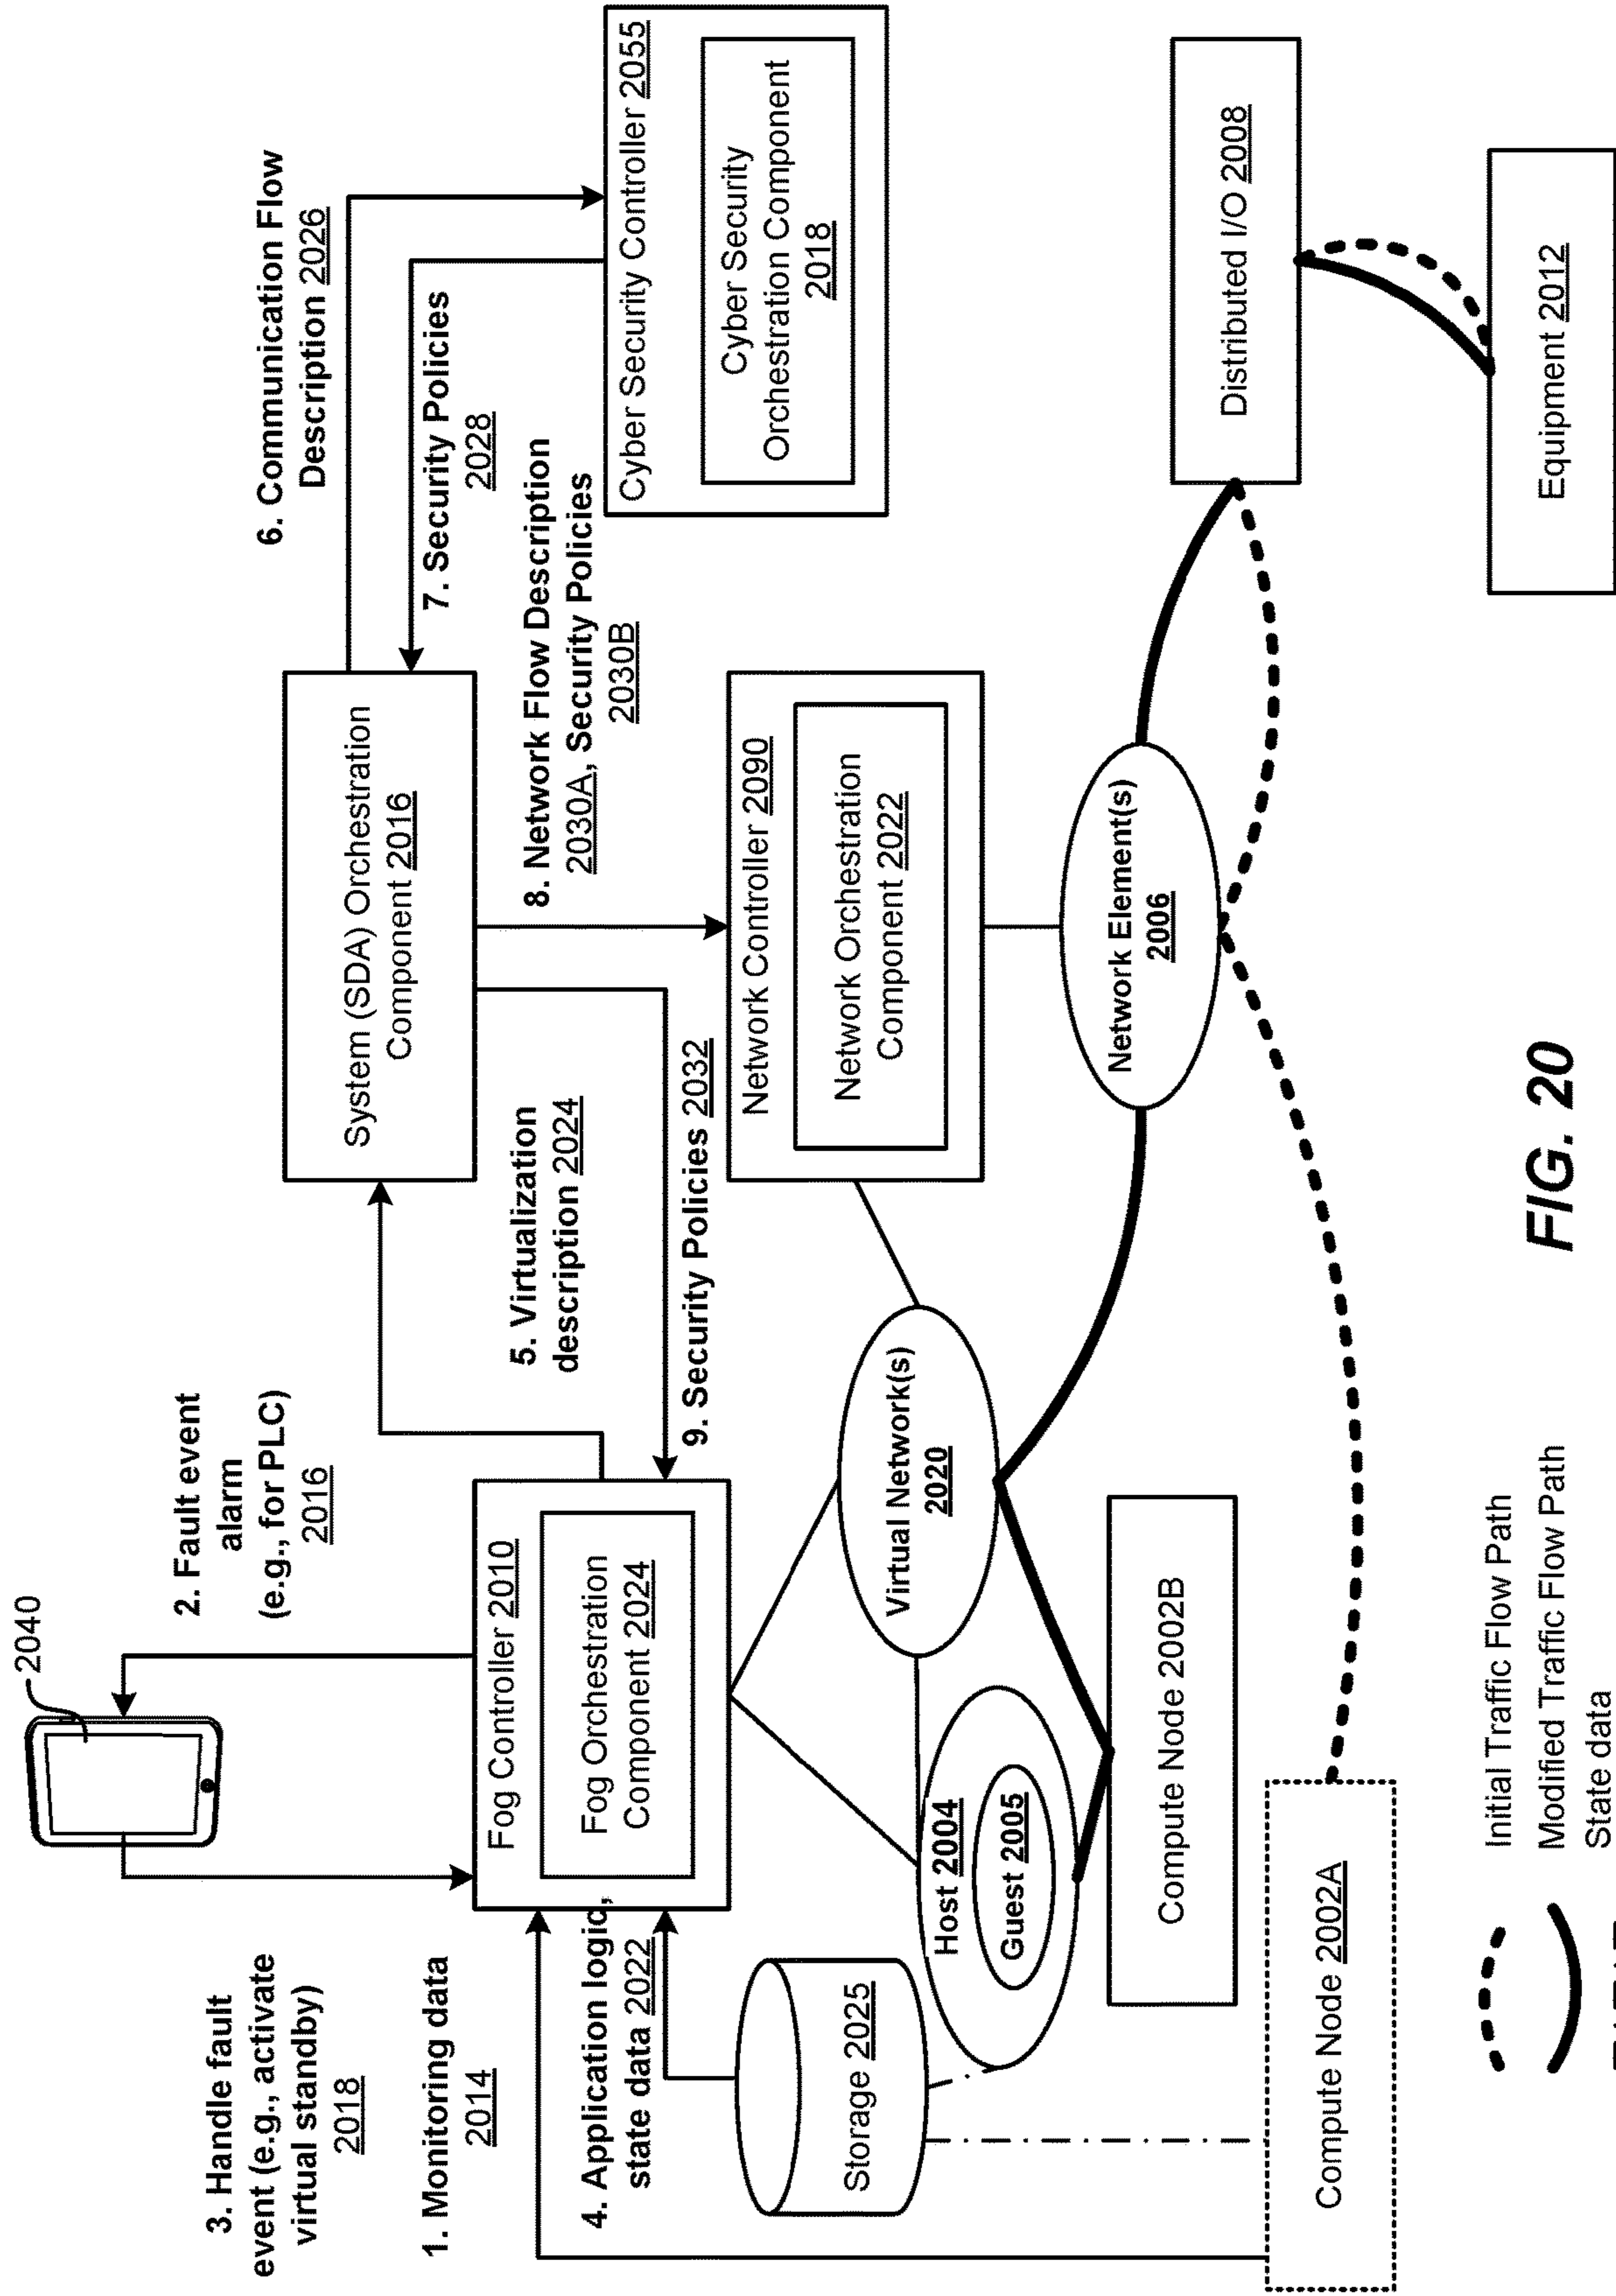 2040
3. Handle fault
event (e.g., activate
virtual standby)
2018
2. Fault event
alarm
(e.g., for PLC)
2016
1. Monitoring data
2014
4. Application logic,
state data 2022
Fog Controller 2010
Fog Orchestration
Component 2024
5. Virtualization
description 2024
System (SDA) Orchestration
Component 2016
6. Communication Flow
Description 2026
7. Security Policies
2028
Cyber Security Controller 2055
Cyber Security
Orchestration Component
2018
8. Network Flow Description
2030A, Security Policies
2030B
9. Security Policies 2032
Network Controller 2090
Network Orchestration
Component 2022
Storage 2025
Host 2004
Guest 2005
Virtual Network(s)
2020
Network Element(s)
2006
Distributed I/O 2008
Compute Node 2002B
Compute Node 2002A
Equipment 2012
Initial Traffic Flow Path
Modified Traffic Flow Path
State data
FIG. 20